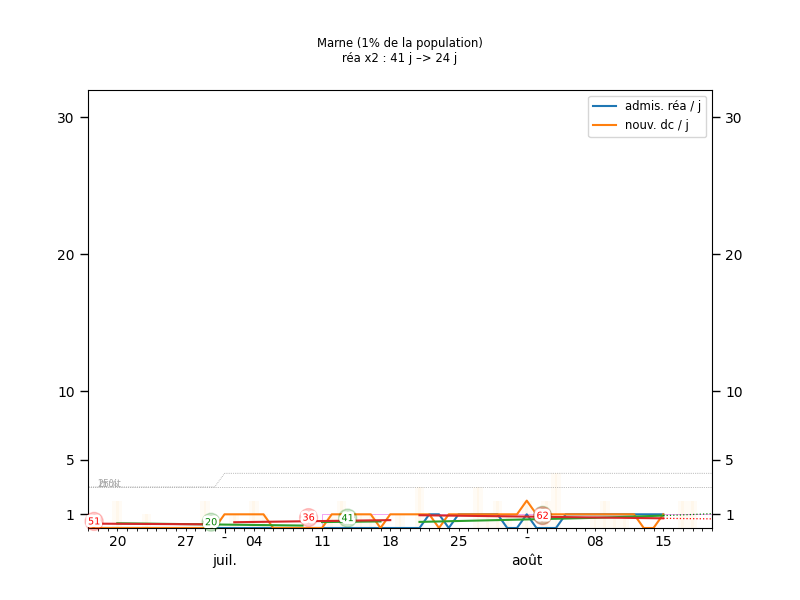 Marne (1% de la population)
réa x2 : 41 j –> 24 j
admis. réa / j
nouv. dc / j
30 30
20 20
10 10
5 5
1 1
51 20 36 41 62
20 27 - 04 11 18 25 - 08 15
juil. août